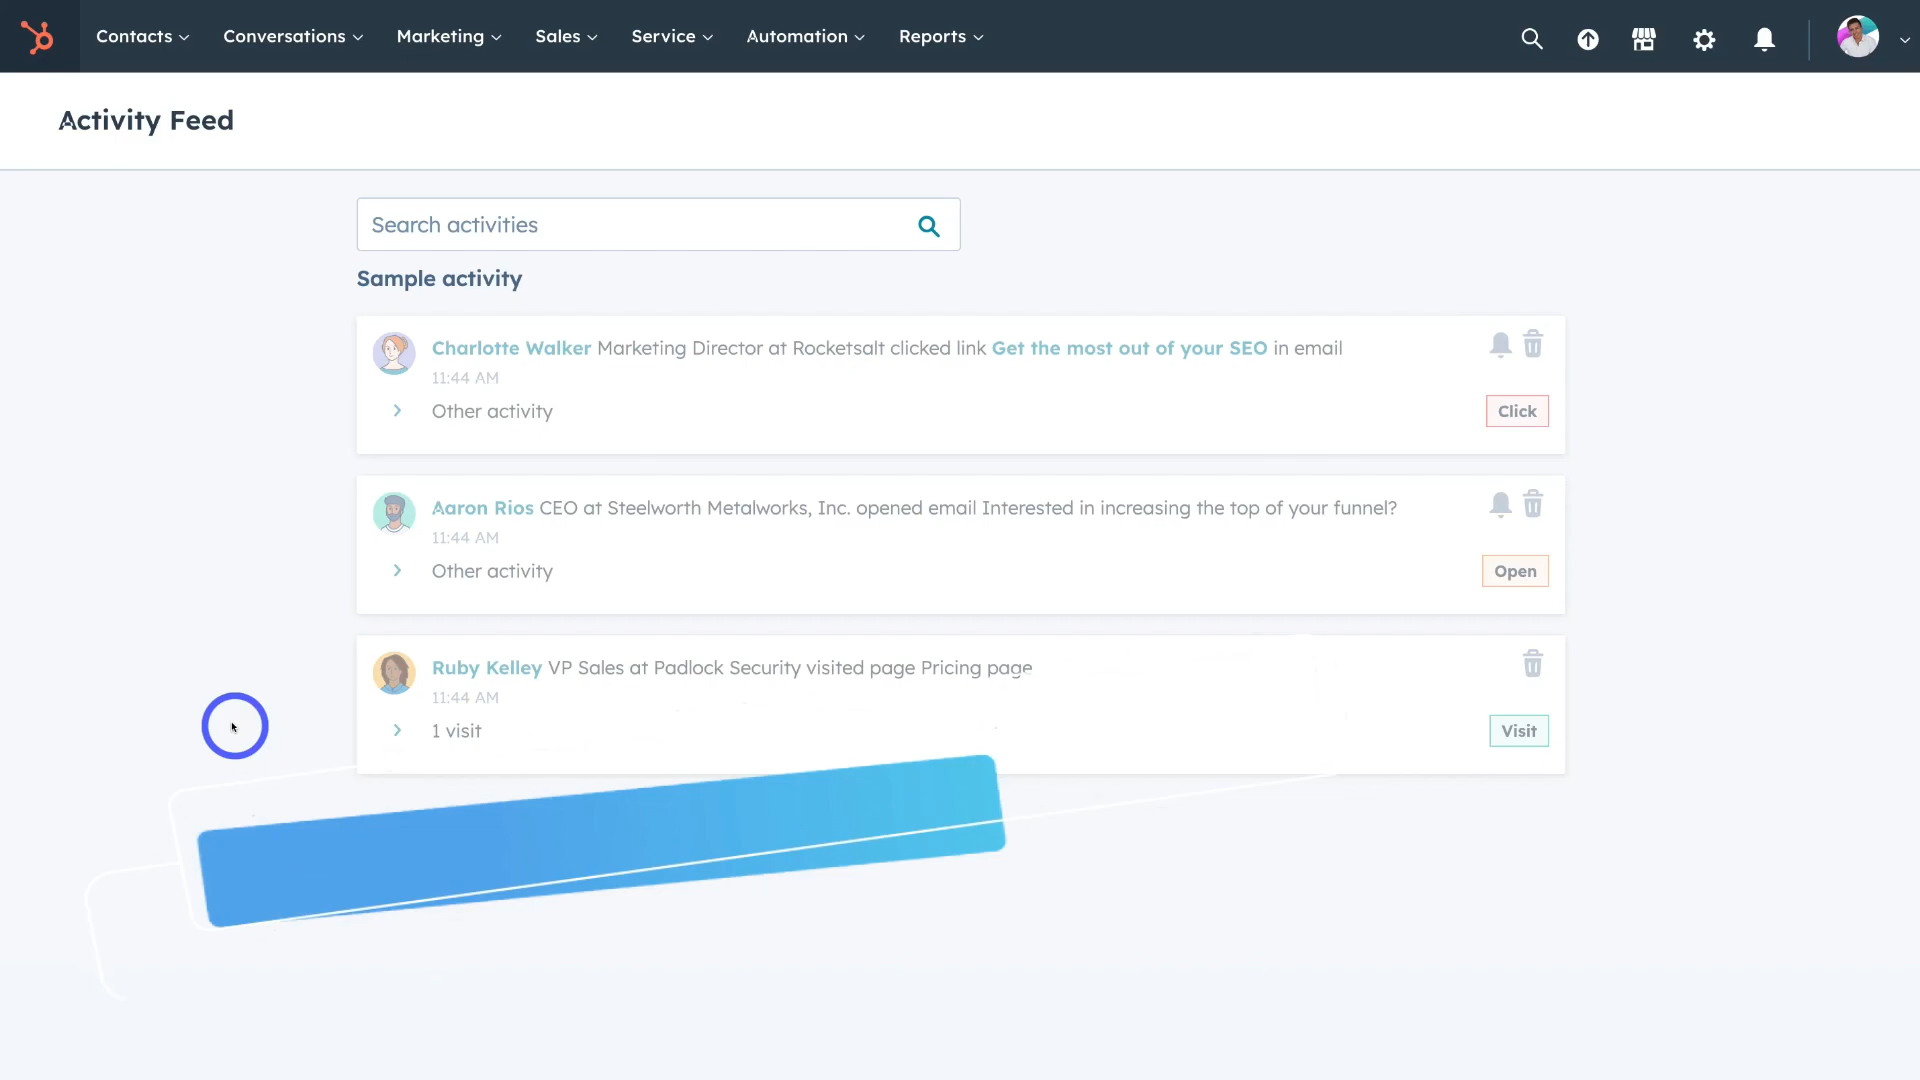 Contacts Conversations Marketing Sales Service Automation Reports
Activity Feed
Search activities
Sample activity
Charlotte Walker Marketing Director at Rocketsalt clicked link Get the most out of your SEO in email
11:44 AM
Other activity
Click
Aaron Rios CEO at Steelworth Metalworks, Inc. opened email Interested in increasing the top of your funnel?
11:44 AM
Other activity
Open
Ruby Kelley VP Sales at Padlock Security visited page Pricing page
11:44 AM
1 visit
Visit